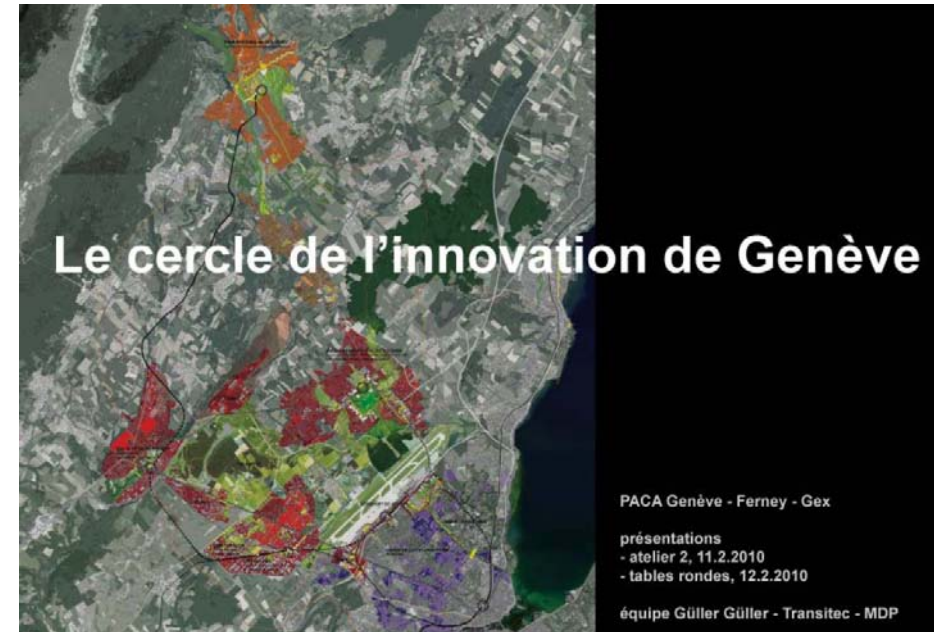 Le cercle de l'innovation de Genève
PACA Genève - Ferney - Gex
présentations
- atelier 2, 11.2.2010
- tables rondes, 12.2.2010
équipe Güller Güller - Transitec - MDP